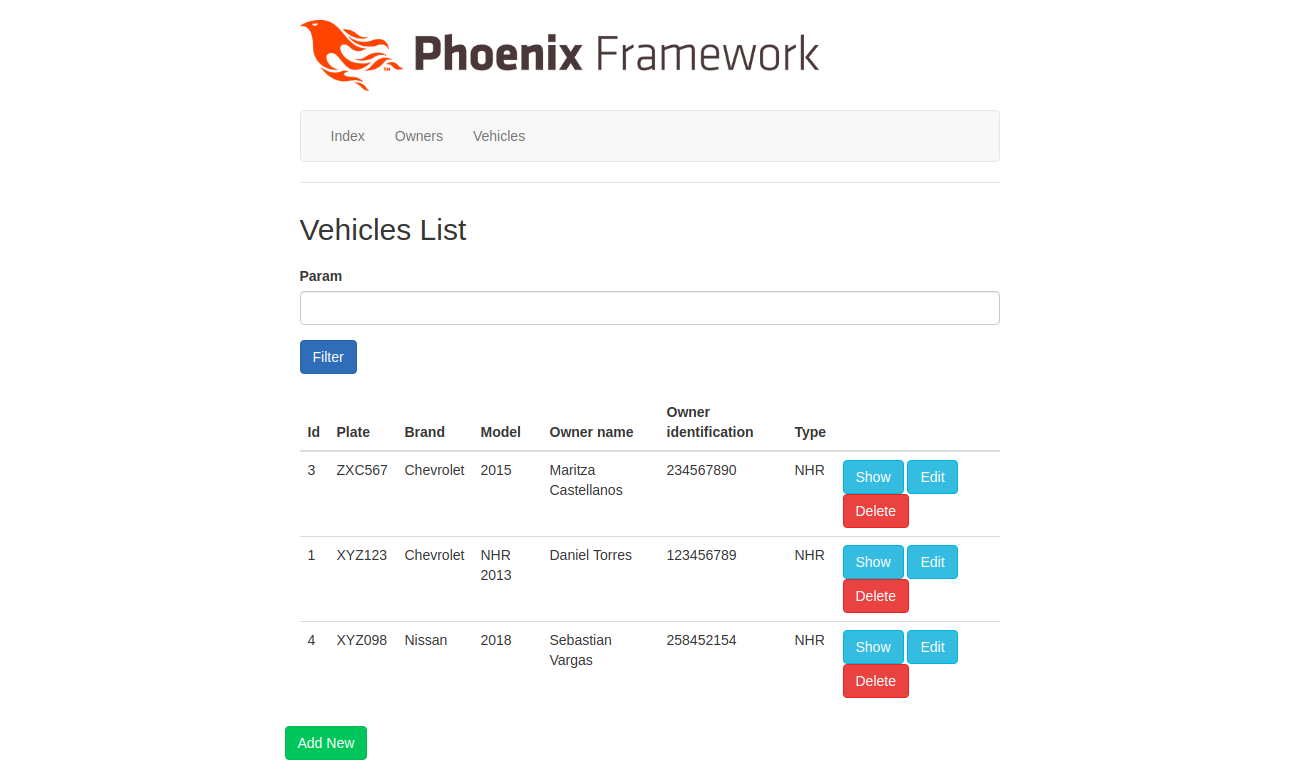 Phoenix Framework
Index Owners Vehicles
Vehicles List
Param
Filter
Id Plate Brand Model Owner name Owner identification Type
3 ZXC567 Chevrolet 2015 Maritza Castellanos 234567890 NHR Show Edit Delete
1 XYZ123 Chevrolet NHR 2013 Daniel Torres 123456789 NHR Show Edit Delete
4 XYZ098 Nissan 2018 Sebastian Vargas 258452154 NHR Show Edit Delete
Add New